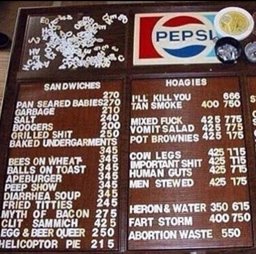 PEPSI
SANDWICHES
270
PAN SEARED BABIES 270
GARBAGE 210
SALT 240
BOOGERS 200
GRILLED SHIT 250
BAKED UNDERGARMENTS
345
BEES ON WHEAT 345
BALLS ON TOAST 345
APEBURGER 345
PEEP SHOW 345
DIARRHEA SOUP 345
FRIED TITTIES 245
MYTH OF BACON 275
CLIT SAMMICH 425
EGG & BEER QUEER 250
HELICOPTOR PIE 215
HOAGIES
I'LL KILL YOU 666
TAN SMOKE 400 750
MIXED FUCK 425 775
VOMIT SALAD 425 775
POT BROWNIES 425 775
COW LEGS 425 775
IMPORTANT SHIT 425 775
HUMAN GUTS 425 775
MEN STEWED 425 775
HEROIN & WATER 350 615
FART STORM 400 750
ABORTION WASTE 550